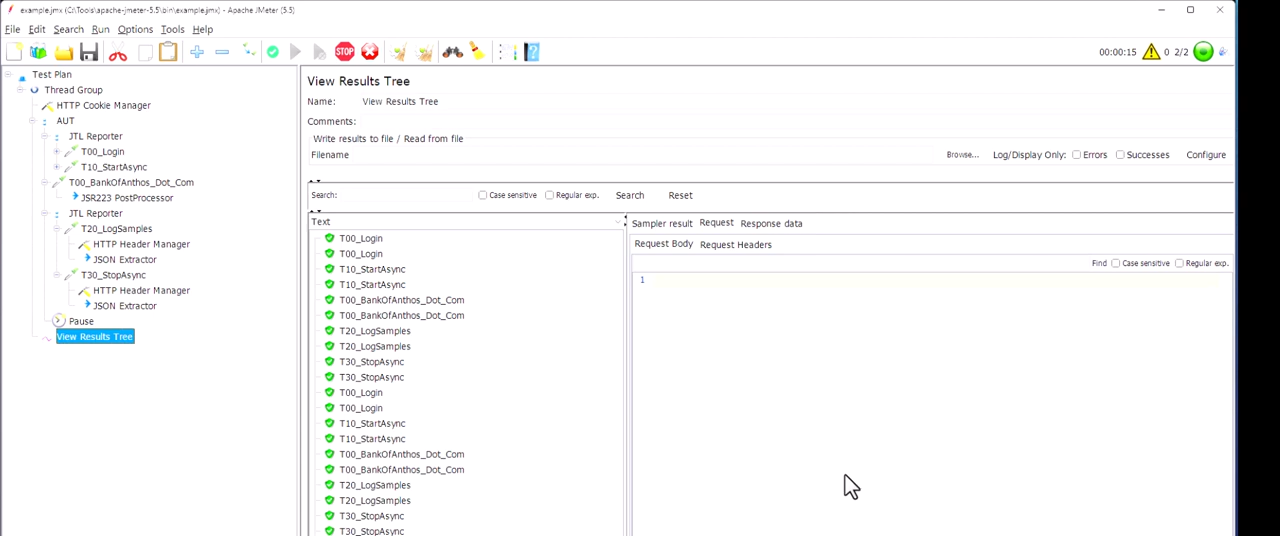 example.jmx (C:\Tools\apache-jmeter-5.5\bin\example.jmx) - Apache JMeter (5.5)
File Edit Search Run Options Tools Help
STOP
00:00:15 0 2/2
Test Plan
Thread Group
HTTP Cookie Manager
AUT
JTL Reporter
T00_Login
T10_StartAsync
T00_BankOfAnthos_Dot_Com
JSR223 PostProcessor
JTL Reporter
T20_LogSamples
HTTP Header Manager
JSON Extractor
T30_StopAsync
HTTP Header Manager
JSON Extractor
Pause
View Results Tree
View Results Tree
Name: View Results Tree
Comments:
Write results to file / Read from file
Filename Browse... Log/Display Only: Errors Successes Configure
Search: Case sensitive Regular exp. Search Reset
Text
T00_Login
T00_Login
T10_StartAsync
T10_StartAsync
T00_BankOfAnthos_Dot_Com
T00_BankOfAnthos_Dot_Com
T20_LogSamples
T20_LogSamples
T30_StopAsync
T30_StopAsync
T00_Login
T00_Login
T10_StartAsync
T10_StartAsync
T00_BankOfAnthos_Dot_Com
T00_BankOfAnthos_Dot_Com
T20_LogSamples
T20_LogSamples
T30_StopAsync
T30_StopAsync
Sampler result Request Response data
Request Body Request Headers
Find Case sensitive Regular exp.
1